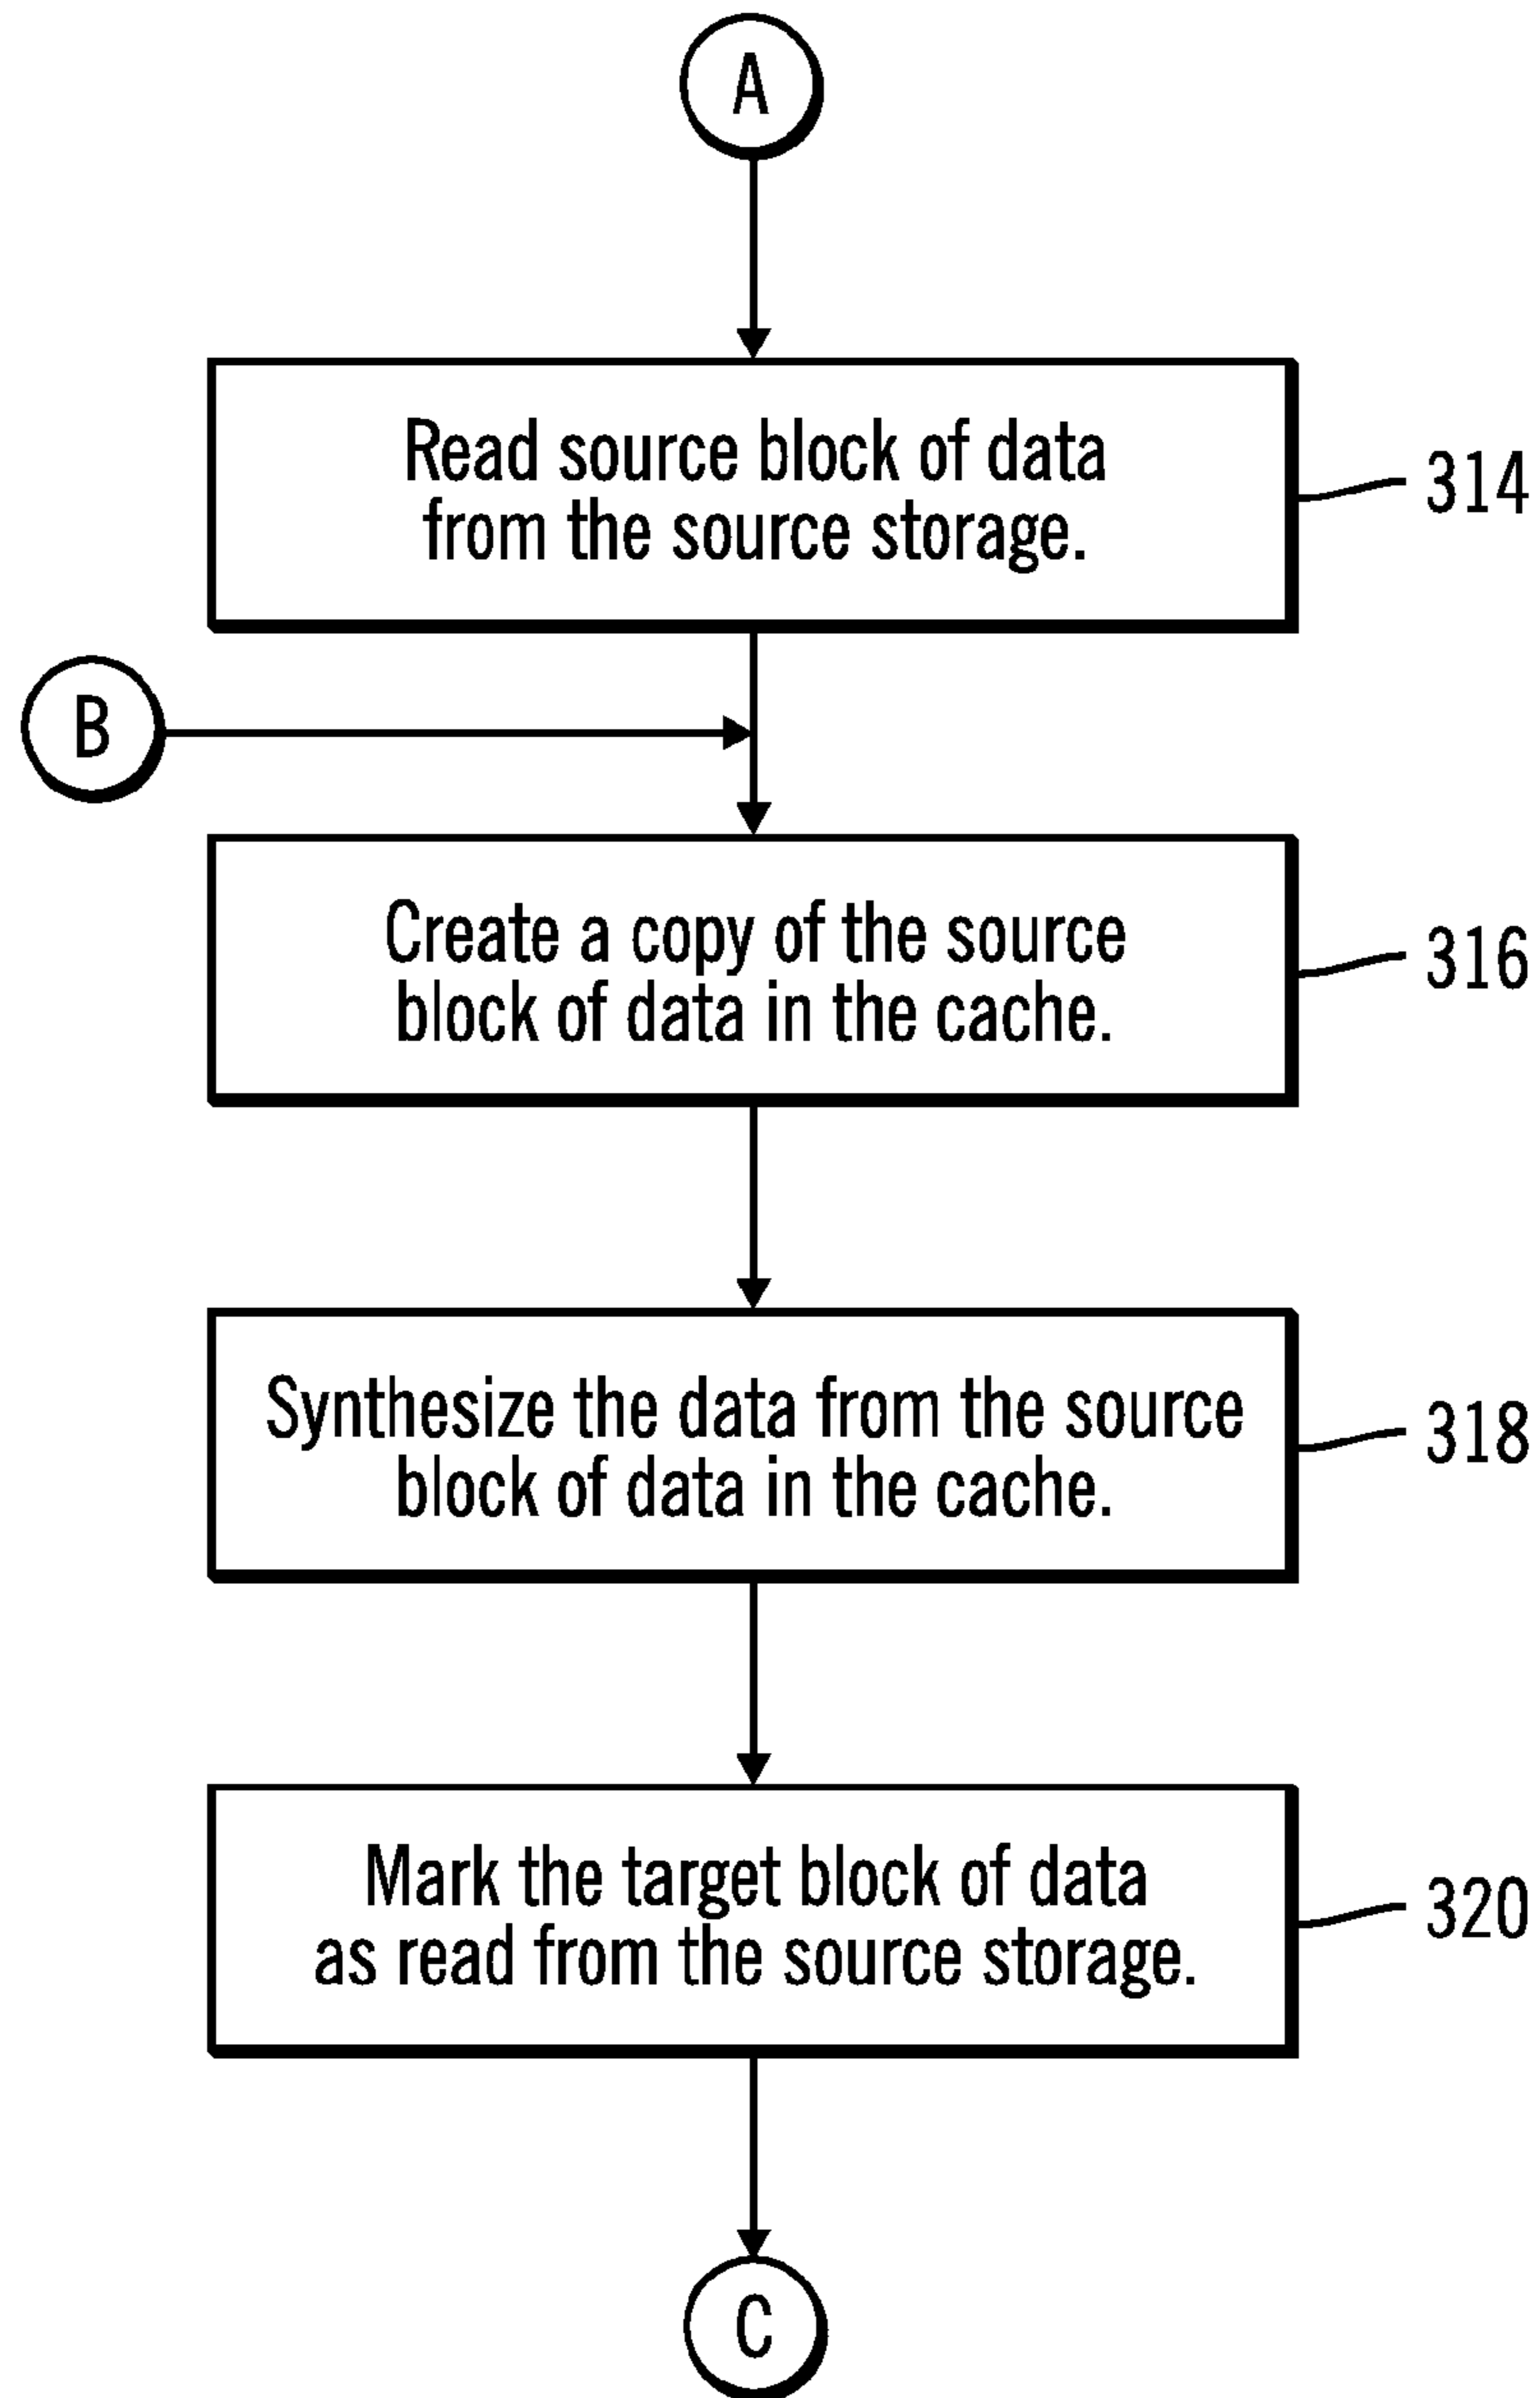 A
Read source block of data
from the source storage.
314
B
Create a copy of the source
block of data in the cache.
316
Synthesize the data from the source
block of data in the cache.
318
Mark the target block of data
as read from the source storage.
320
C